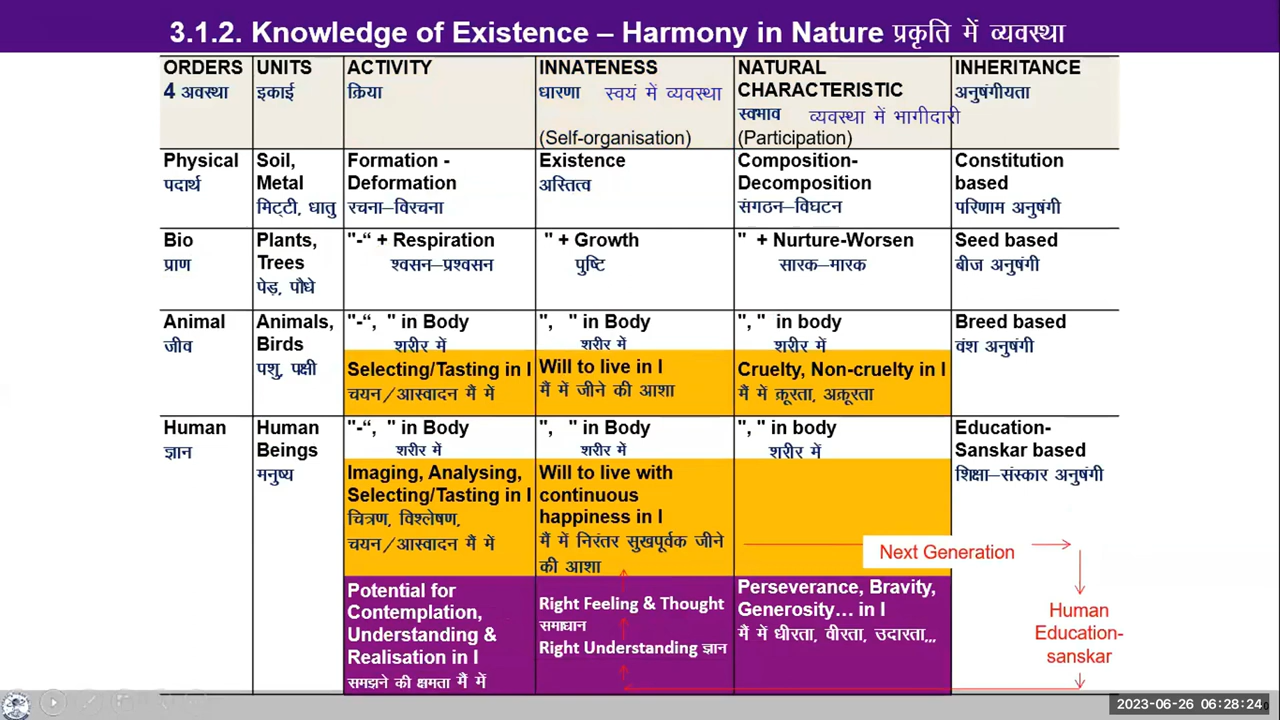 3.1.2. Knowledge of Existence – Harmony in Nature प्रकृति में व्यवस्था
ORDERS
4 अवस्था
UNITS
इकाई
ACTIVITY
क्रिया
INNATENESS
धारणा स्वयं में व्यवस्था
(Self-organisation)
NATURAL
CHARACTERISTIC
स्वभाव व्यवस्था में भागीदारी
(Participation)
INHERITANCE
अनुषंगीयता
Physical
पदार्थ
Soil,
Metal
मिट्टी, धातु
Formation -
Deformation
रचना–विरचना
Existence
अस्तित्व
Composition-
Decomposition
संगठन–विघटन
Constitution
based
परिणाम अनुषंगी
Bio
प्राण
Plants,
Trees
पेड़, पौधे
"-“ + Respiration
श्वसन–प्रश्वसन
" + Growth
पुष्टि
" + Nurture-Worsen
सारक–मारक
Seed based
बीज अनुषंगी
Animal
जीव
Animals,
Birds
पशु, पक्षी
"-“, " in Body
शरीर में
Selecting/Tasting in I
चयन/आस्वादन मैं में
", " in Body
शरीर में
Will to live in I
मैं में जीने की आशा
", " in body
शरीर में
Cruelty, Non-cruelty in I
मैं में क्रूरता, अक्रूरता
Breed based
वंश अनुषंगी
Human
ज्ञान
Human
Beings
मनुष्य
"-“, " in Body
शरीर में
Imaging, Analysing,
Selecting/Tasting in I
चित्रण, विश्लेषण,
चयन/आस्वादन मैं में
Potential for
Contemplation,
Understanding &
Realisation in I
समझने की क्षमता मैं में
", " in Body
शरीर में
Will to live with
continuous
happiness in I
मैं में निरंतर सुखपूर्वक जीने
की आशा
Right Feeling & Thought
समाधान
Right Understanding ज्ञान
", " in body
शरीर में
Perseverance, Bravity,
Generosity… in I
मैं में धीरता, वीरता, उदारता,,,
Education-
Sanskar based
शिक्षा–संस्कार अनुषंगी
Next Generation
Human
Education-
sanskar
2023-06-26 06:28:24